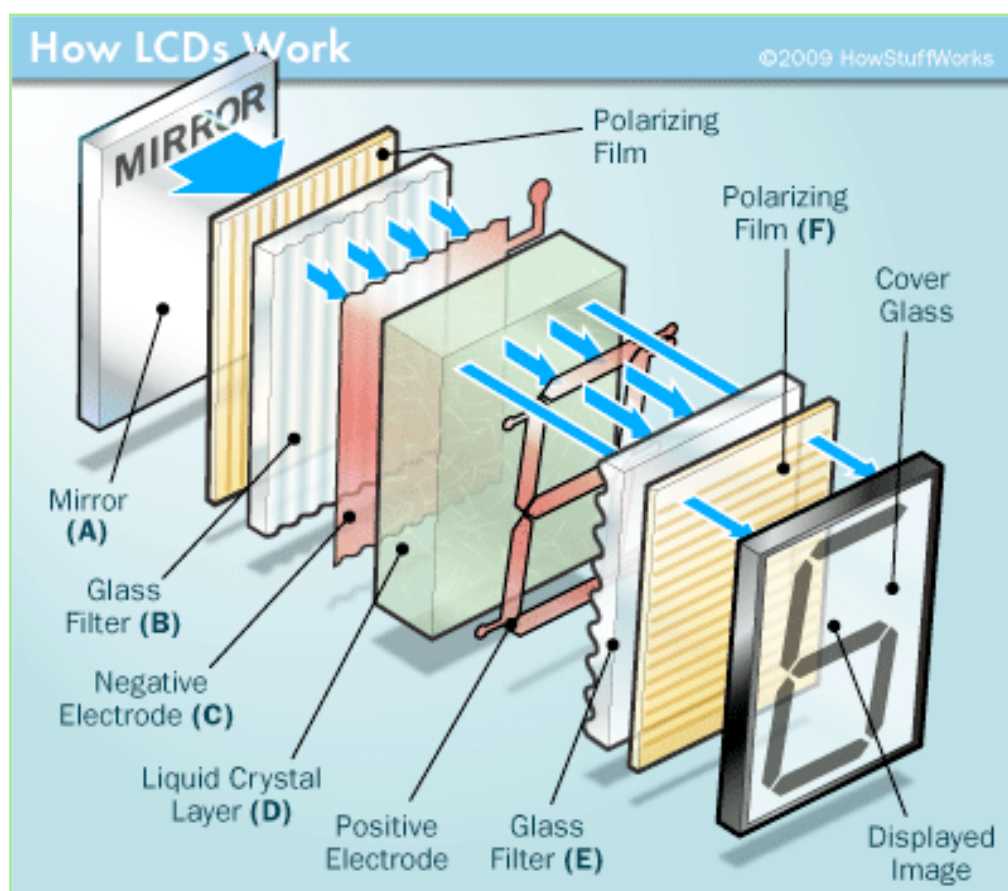 How LCDs Work
©2009 HowStuffWorks
MIRROR
Polarizing
Film
Polarizing
Film (F)
Cover
Glass
Mirror
(A)
Glass
Filter (B)
Negative
Electrode (C)
Liquid Crystal
Layer (D)
Positive
Electrode
Glass
Filter (E)
Displayed
Image
6